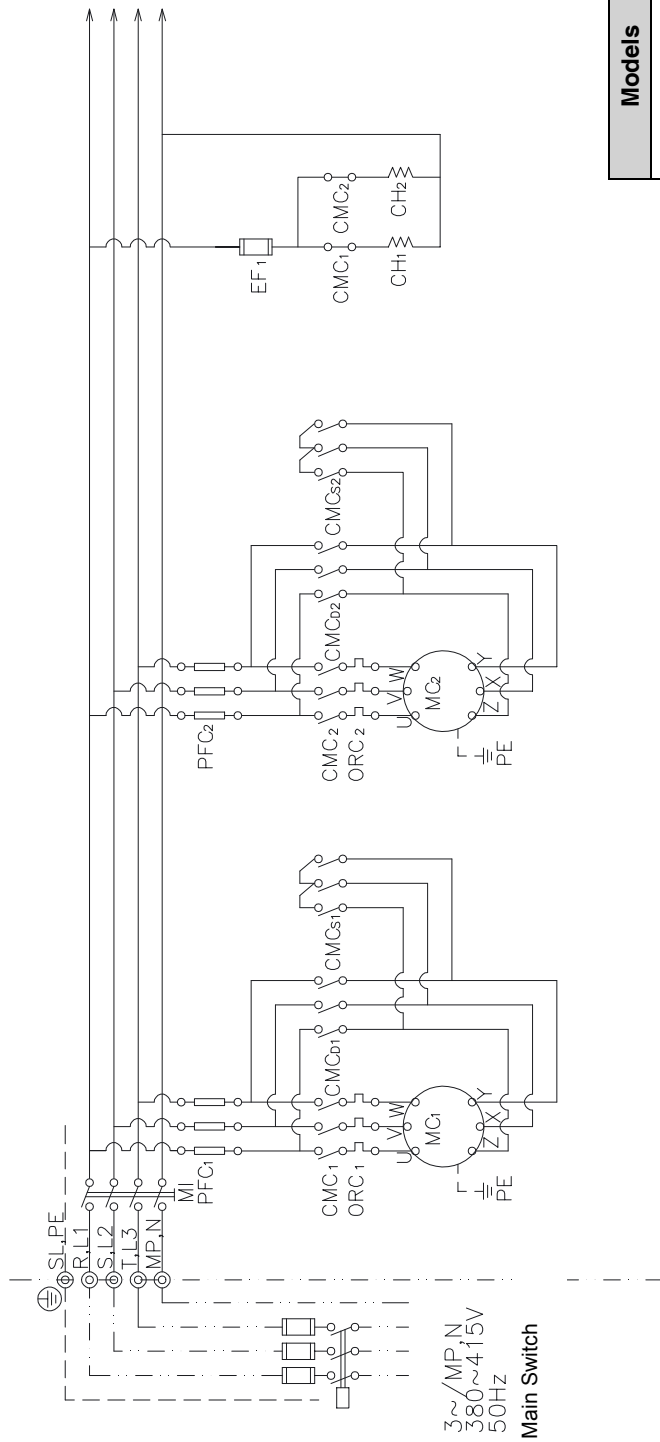 Models
SL,PE
R,L1
S,L2
T,L3
MP,N
MI
PFC1
PFC2
EF1
CMC1
CMC2
CH1
CH2
CMC1
ORC1
CMCD1
CMCS1
CMC2
ORC2
CMCD2
CMCS2
U V W
MC1
Z X Y
PE
U V W
MC2
Z X Y
PE
3~/MP,N
380~415V
50Hz
Main Switch